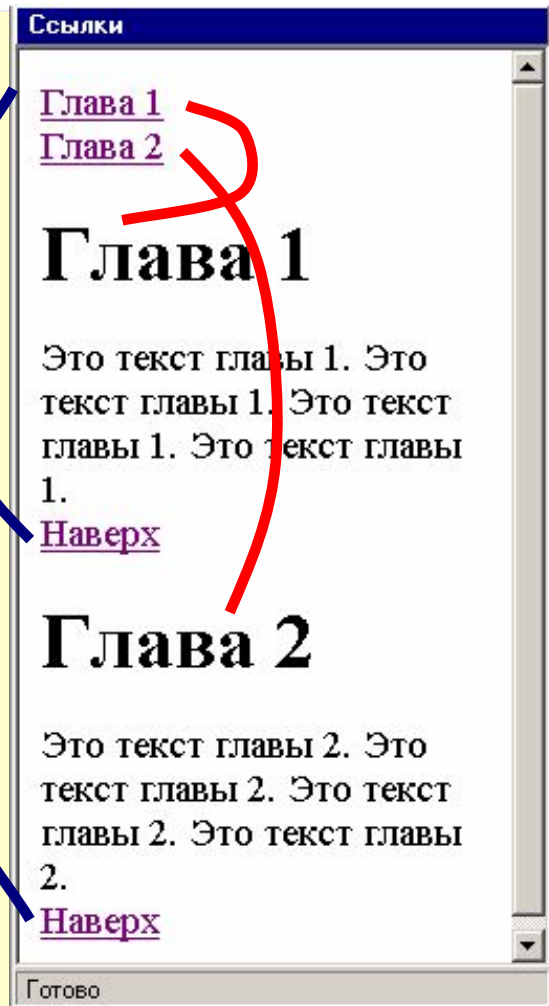 Ссылки
Глава 1
Глава 2
Глава 1
Это текст главы 1. Это
текст главы 1. Это текст
главы 1. Это текст главы
1.
Наверх
Глава 2
Это текст главы 2. Это
текст главы 2. Это текст
главы 2. Это текст главы
2.
Наверх
Готово